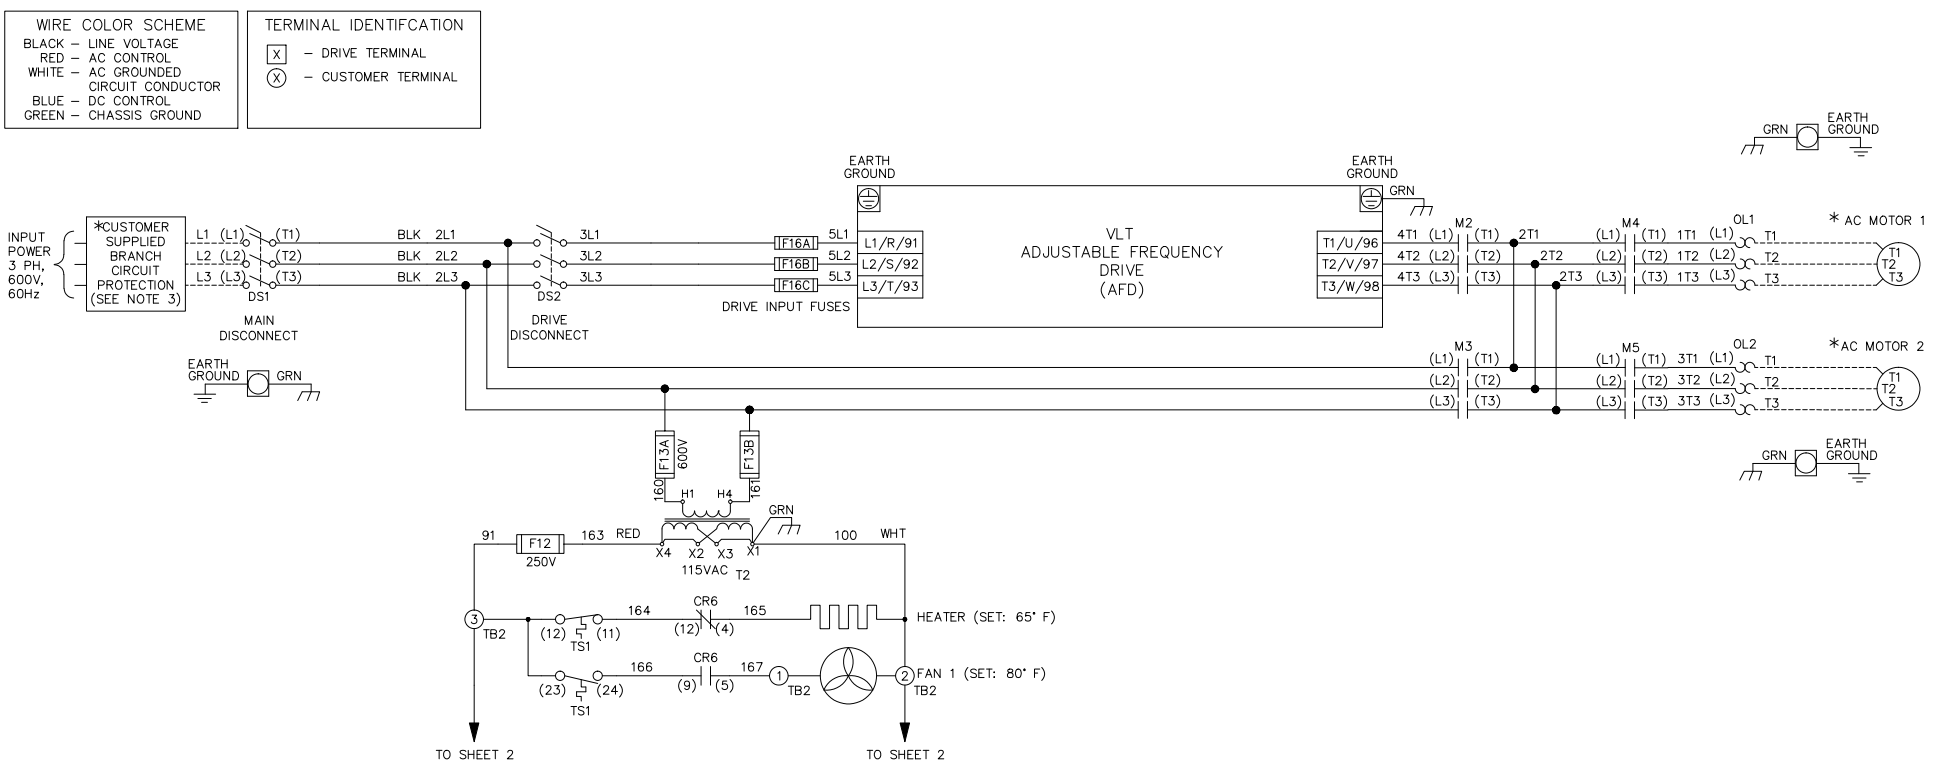 WIRE COLOR SCHEME
BLACK – LINE VOLTAGE
RED – AC CONTROL
WHITE – AC GROUNDED
CIRCUIT CONDUCTOR
BLUE – DC CONTROL
GREEN – CHASSIS GROUND
TERMINAL IDENTIFCATION
X – DRIVE TERMINAL
X – CUSTOMER TERMINAL
INPUT
POWER
3 PH,
600V,
60Hz
*CUSTOMER
SUPPLIED
BRANCH
CIRCUIT
PROTECTION
(SEE NOTE 3)
L1 (L1) (T1) BLK 2L1 3L1 F16A 5L1 L1/R/91
L2 (L2) (T2) BLK 2L2 3L2 F16B 5L2 L2/S/92
L3 (L3) (T3) BLK 2L3 3L3 F16C 5L3 L3/T/93
DS1
MAIN
DISCONNECT
DS2
DRIVE
DISCONNECT
DRIVE INPUT FUSES
EARTH
GROUND
GRN
EARTH
GROUND
VLT
ADJUSTABLE FREQUENCY
DRIVE
(AFD)
EARTH
GROUND
GRN
M2 M4 OL1
T1/U/96 4T1 (L1) (T1) 2T1 (L1) (T1) 1T1 (L1) T1
T2/V/97 4T2 (L2) (T2) 2T2 (L2) (T2) 1T2 (L2) T2
T3/W/98 4T3 (L3) (T3) 2T3 (L3) (T3) 1T3 (L3) T3
* AC MOTOR 1
T1
T2
T3
GRN
EARTH
GROUND
M3 M5 OL2
(L1) (T1) (L1) (T1) 3T1 (L1) T1
(L2) (T2) (L2) (T2) 3T2 (L2) T2
(L3) (T3) (L3) (T3) 3T3 (L3) T3
*AC MOTOR 2
T1
T2
T3
GRN
EARTH
GROUND
F13A
600V
F13B
160
161
H1 H4
GRN
91 F12 163 RED
250V
X4 X2 X3 X1
100 WHT
115VAC T2
3
TB2
(12) (11)
TS1
164
CR6
(12) (4)
165
HEATER (SET: 65° F)
(23) (24)
TS1
166
CR6
(9) (5)
167
1
TB2
2
TB2
FAN 1 (SET: 80° F)
TO SHEET 2
TO SHEET 2